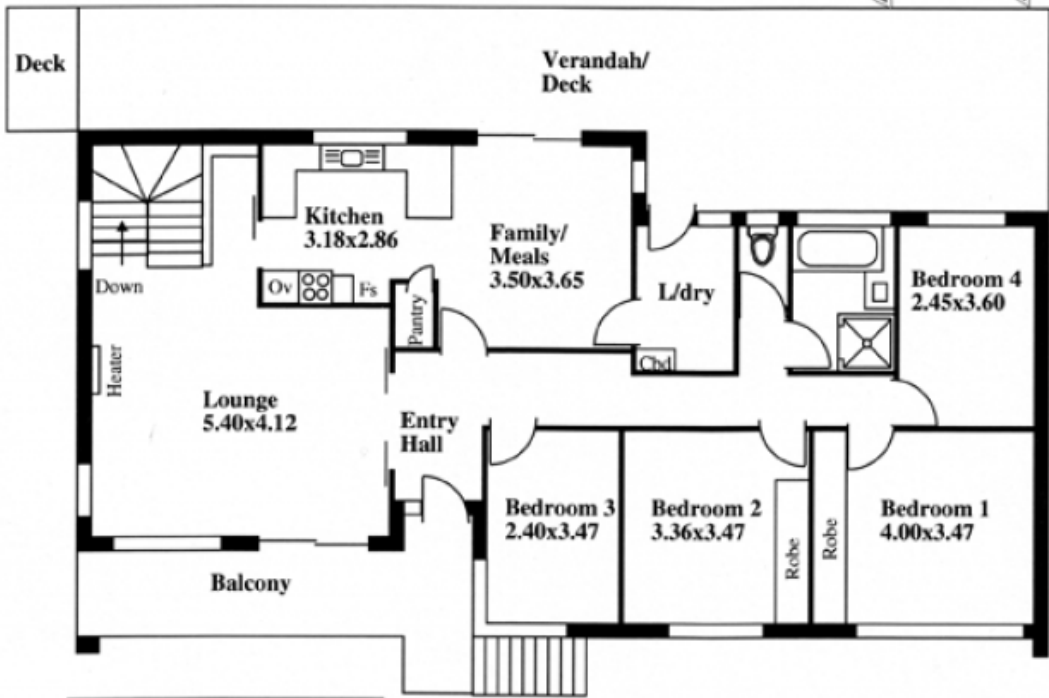 Deck
Verandah/
Deck
Kitchen
3.18x2.86
Family/
Meals
3.50x3.65
L/dry
Bedroom 4
2.45x3.60
Down
Ov
Fs
Pantry
Cbd
Heater
Lounge
5.40x4.12
Entry
Hall
Bedroom 3
2.40x3.47
Bedroom 2
3.36x3.47
Robe
Robe
Bedroom 1
4.00x3.47
Balcony